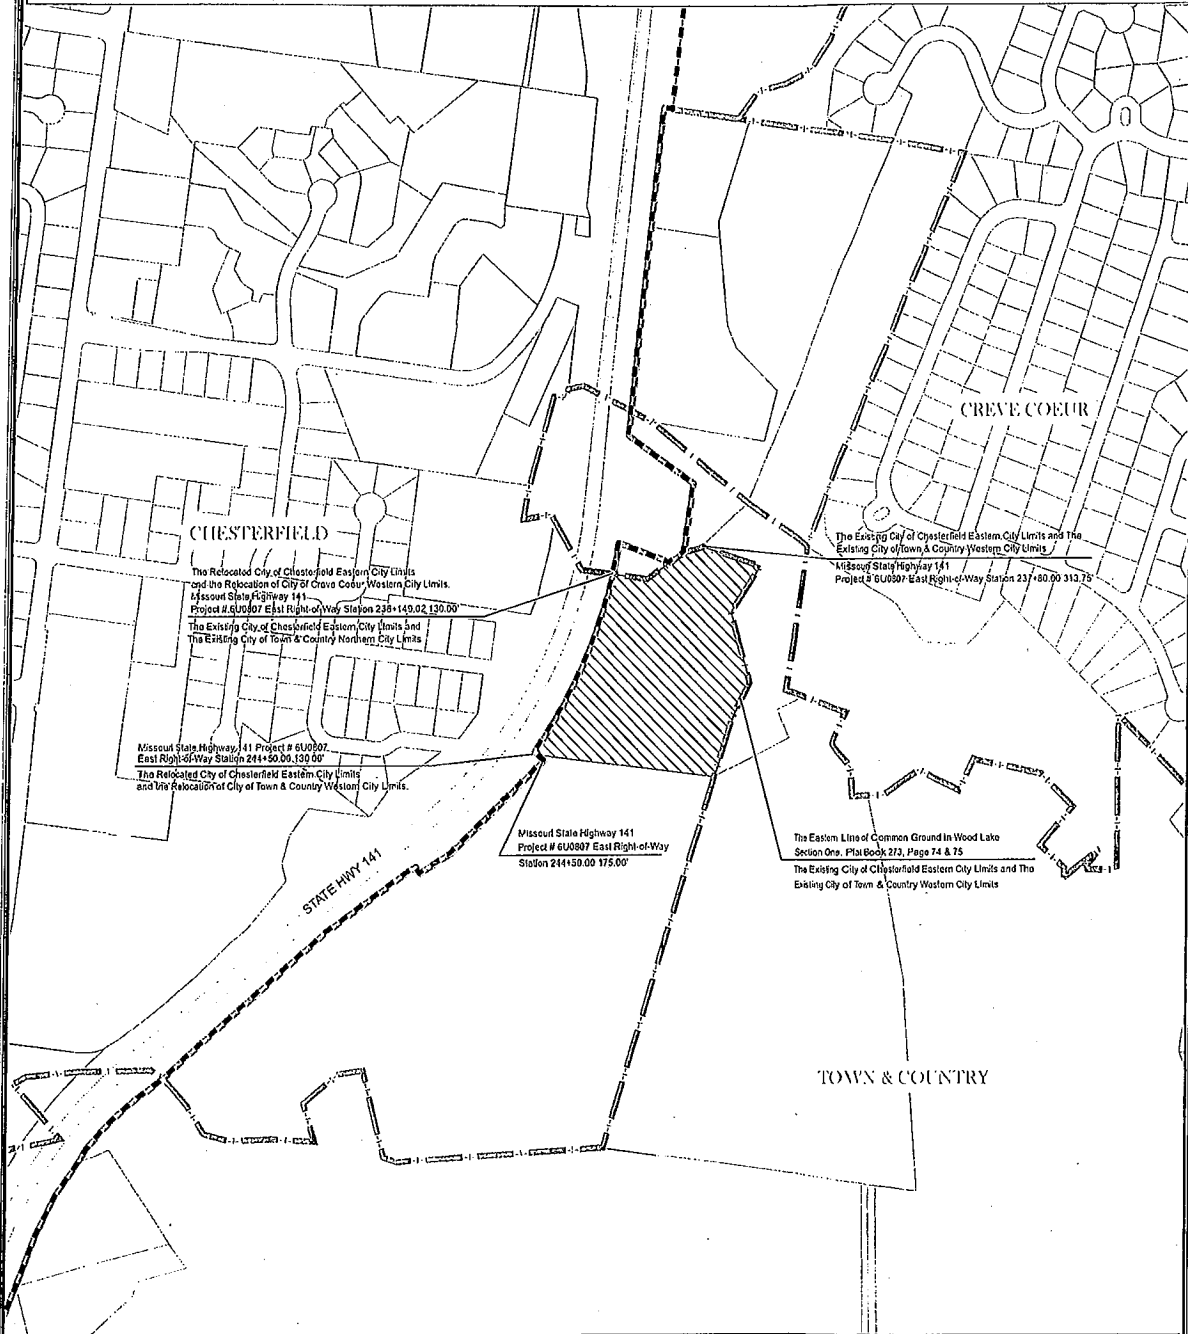 CREVE COEUR
CHESTERFIELD
The Existing City of Chesterfield Eastern City Limits and The
Existing City of Town & Country Western City Limits
Missouri State Highway 141
Project # 6U0807 East Right-of-Way Station 237+80.00 313.75'
The Relocated City of Chesterfield Eastern City Limits
and the Relocation of City of Creve Coeur Western City Limits.
Missouri State Highway 141
Project # 6U0807 East Right-of-Way Station 238+149.02 130.00'
The Existing City of Chesterfield Eastern City Limits and
The Existing City of Town & Country Northern City Limits
Missouri State Highway 141 Project # 6U0807
East Right-of-Way Station 244+50.00 130.00'
The Relocated City of Chesterfield Eastern City Limits
and the Relocation of City of Town & Country Western City Limits.
Missouri State Highway 141
Project # 6U0807 East Right-of-Way
Station 244+50.00 175.00'
The Eastern Line of Common Ground in Wood Lake
Section One, Plat Book 273, Page 74 & 75
The Existing City of Chesterfield Eastern City Limits and The
Existing City of Town & Country Western City Limits
STATE HWY 141
TOWN & COUNTRY